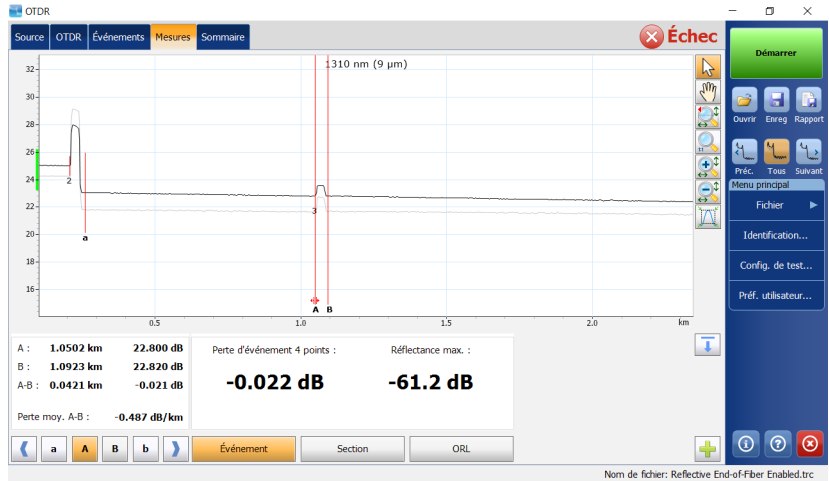 OTDR
Source OTDR Événements Mesures Sommaire Échec
1310 nm (9 µm)
32
30
28
26
24
22
20
18
16
2
a
3
A B
0.5 1.0 1.5 2.0 km
A : 1.0502 km 22.800 dB
B : 1.0923 km 22.820 dB
A-B : 0.0421 km -0.021 dB
Perte moy. A-B : -0.487 dB/km
Perte d'événement 4 points : Réflectance max. :
-0.022 dB -61.2 dB
a A B b Événement Section ORL
Démarrer
Ouvrir Enreg Rapport
Préc. Tous Suivant
Menu principal
Fichier
Identification...
Config. de test...
Préf. utilisateur...
Nom de fichier: Reflective End-of-Fiber Enabled.trc